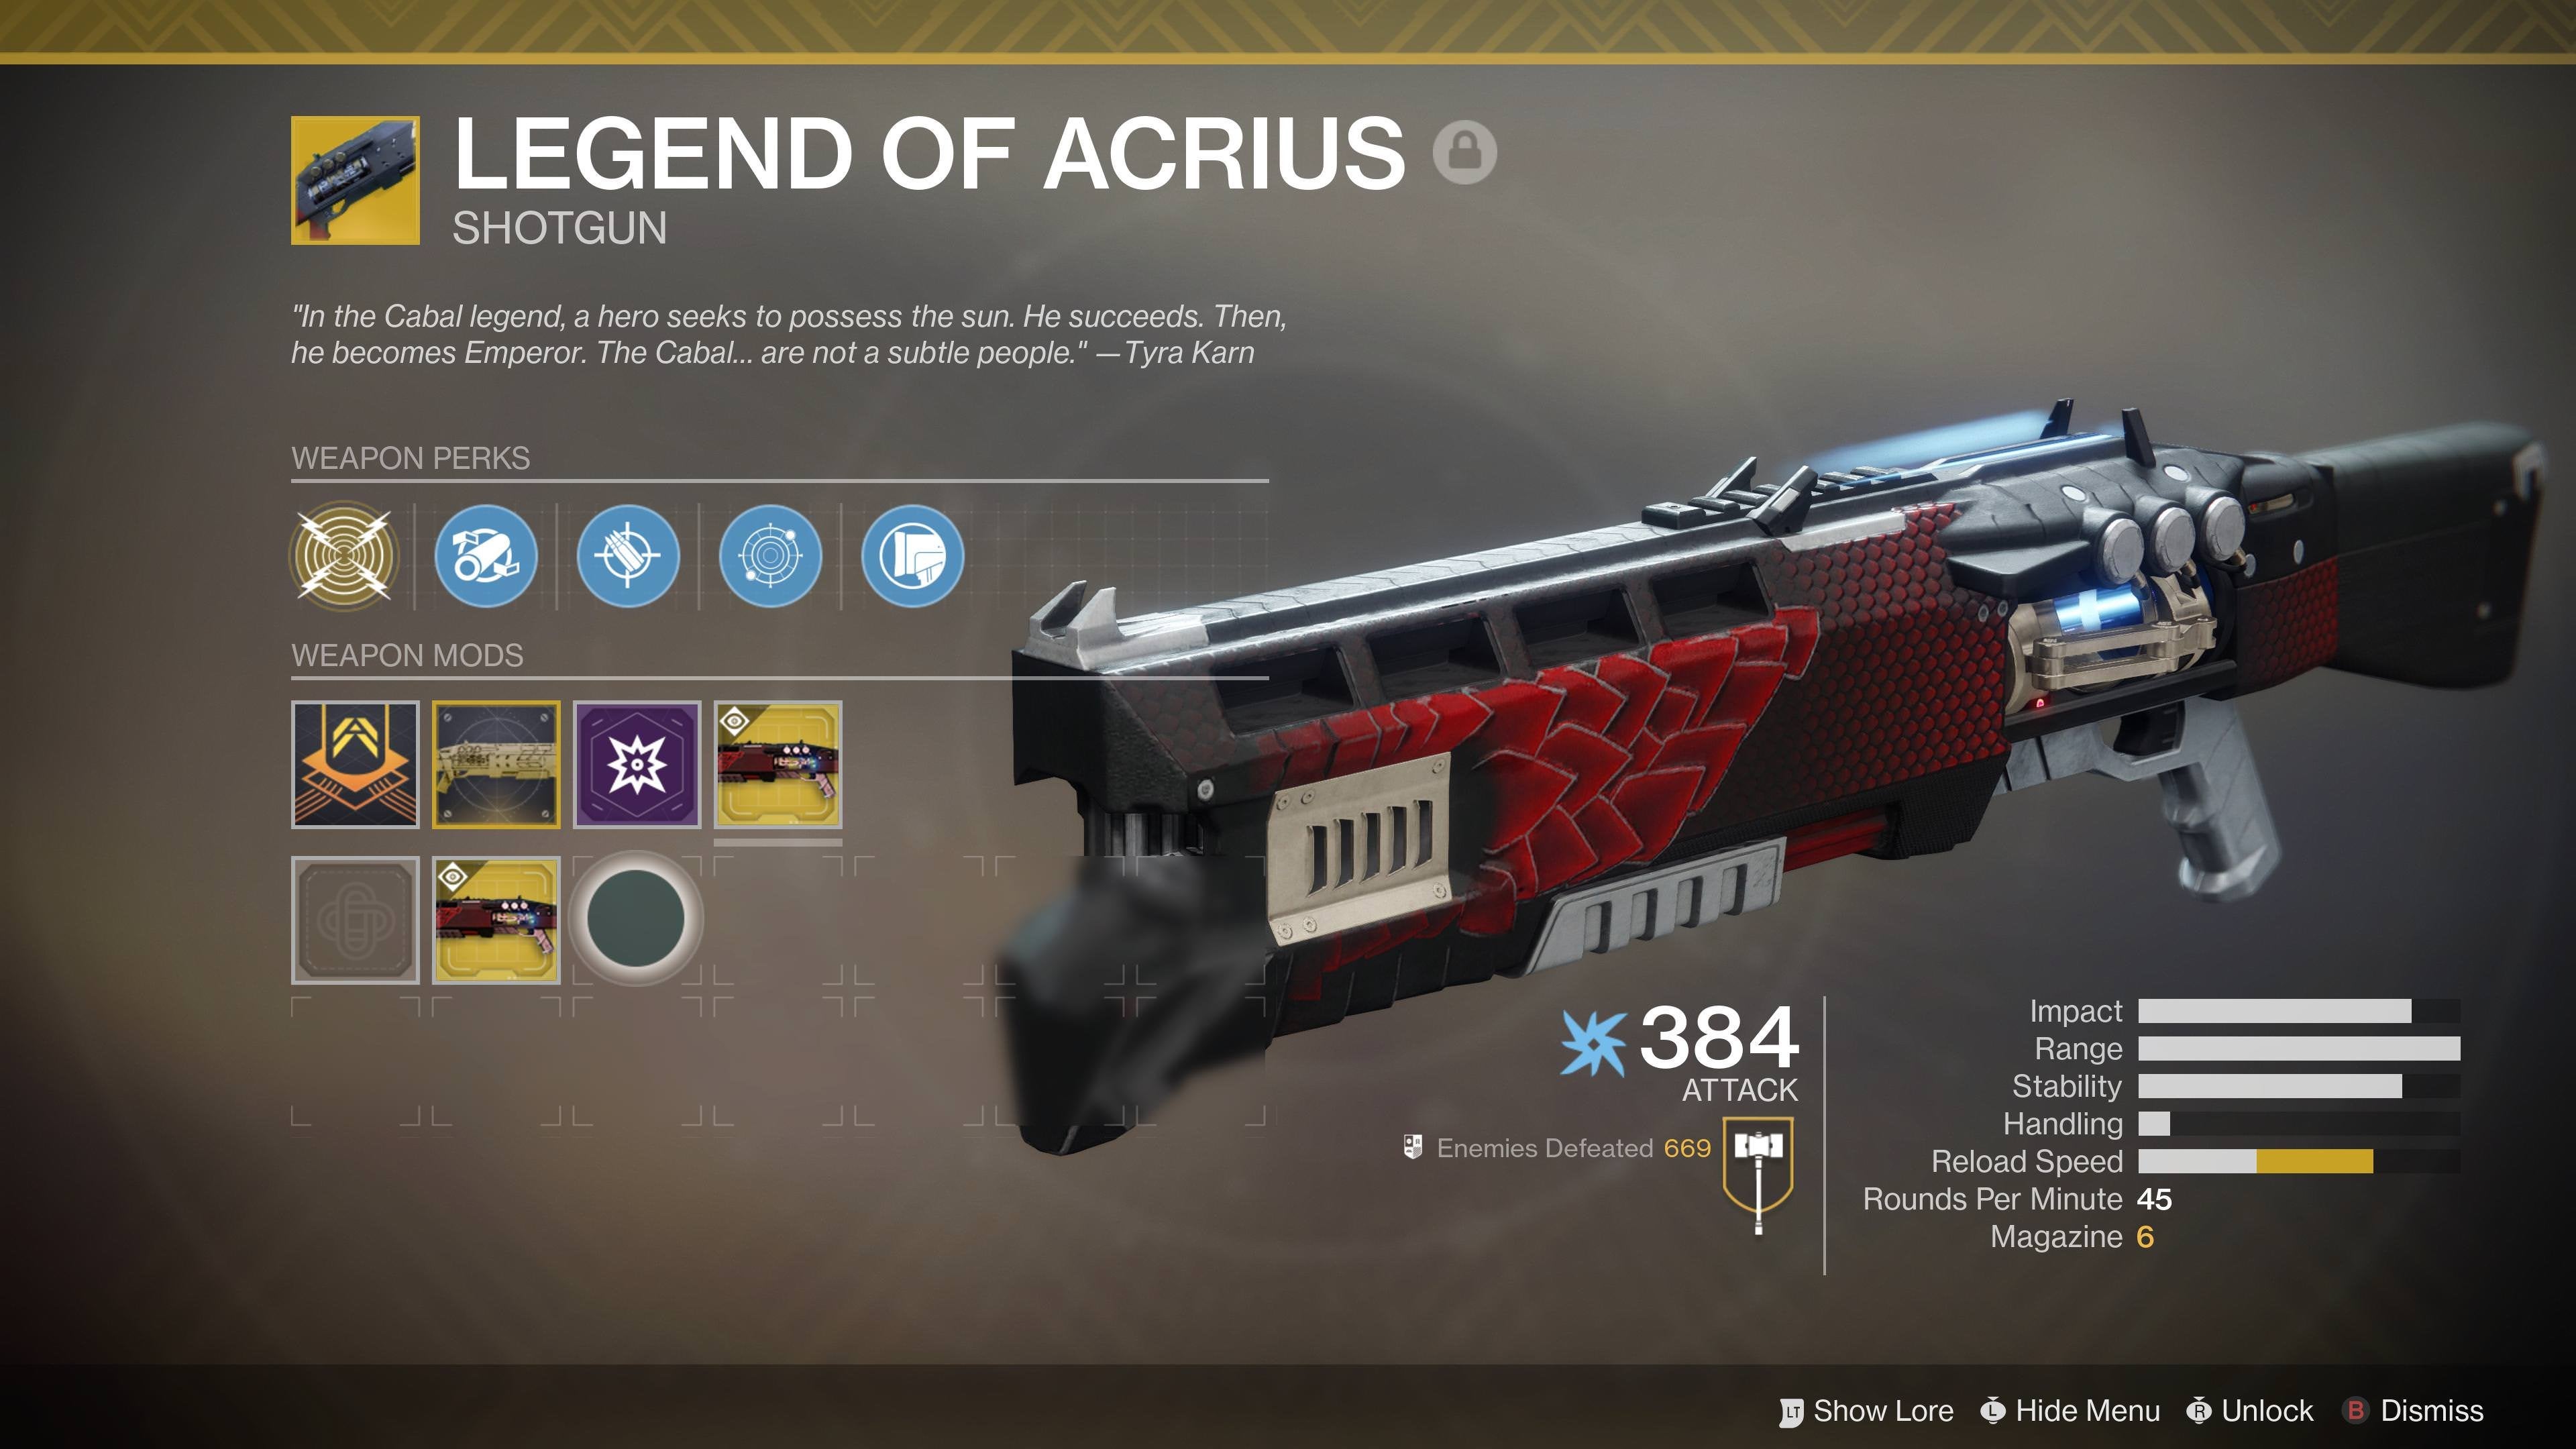 LEGEND OF ACRIUS
SHOTGUN
"In the Cabal legend, a hero seeks to possess the sun. He succeeds. Then,
he becomes Emperor. The Cabal... are not a subtle people." —Tyra Karn
WEAPON PERKS
WEAPON MODS
384
ATTACK
Enemies Defeated 669
Impact
Range
Stability
Handling
Reload Speed
Rounds Per Minute 45
Magazine 6
LT Show Lore L Hide Menu R Unlock B Dismiss